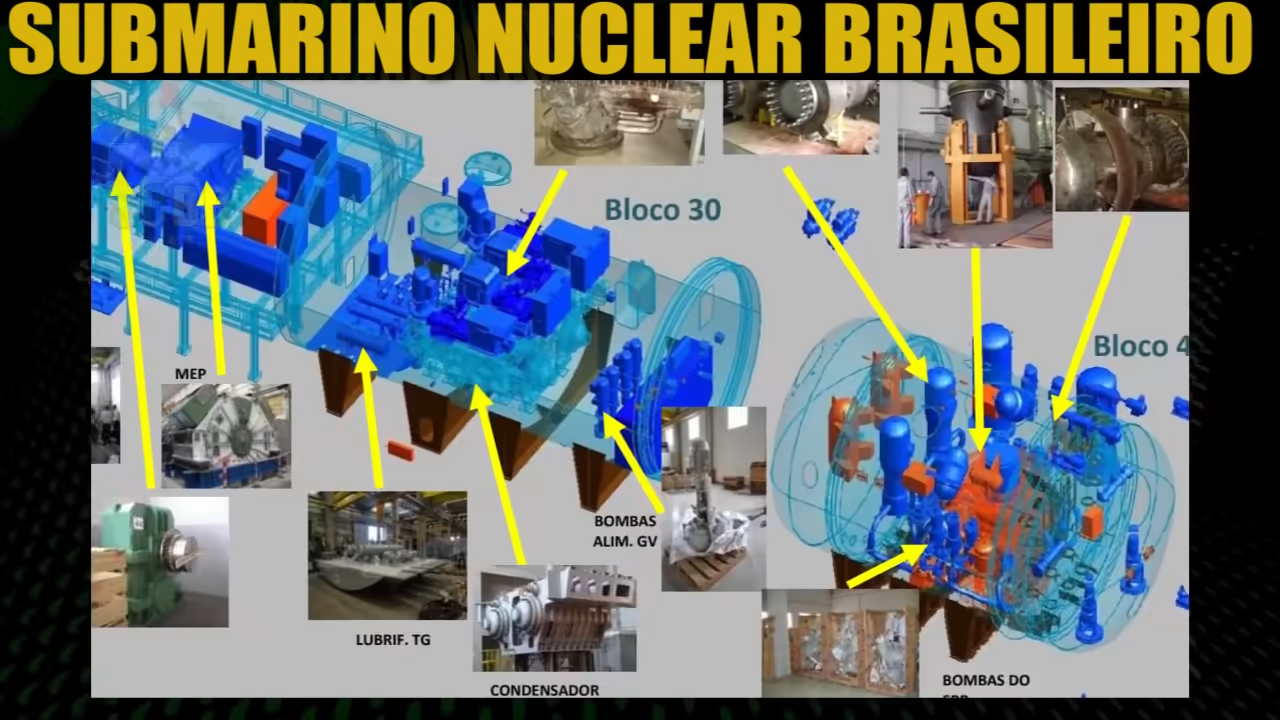 SUBMARINO NUCLEAR BRASILEIRO
Bloco 30
Bloco 4
MEP
BOMBAS
ALIM. GV
LUBRIF. TG
CONDENSADOR
BOMBAS DO